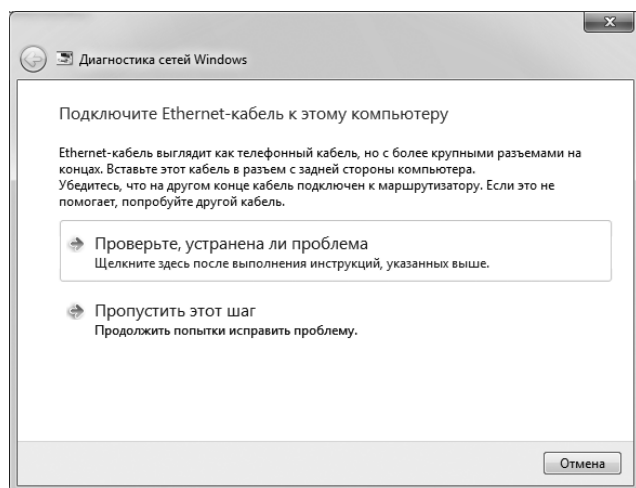 Диагностика сетей Windows
Подключите Ethernet-кабель к этому компьютеру
Ethernet-кабель выглядит как телефонный кабель, но с более крупными разъемами на
концах. Вставьте этот кабель в разъем с задней стороны компьютера.
Убедитесь, что на другом конце кабель подключен к маршрутизатору. Если это не
помогает, попробуйте другой кабель.
Проверьте, устранена ли проблема
Щелкните здесь после выполнения инструкций, указанных выше.
Пропустить этот шаг
Продолжить попытки исправить проблему.
Отмена